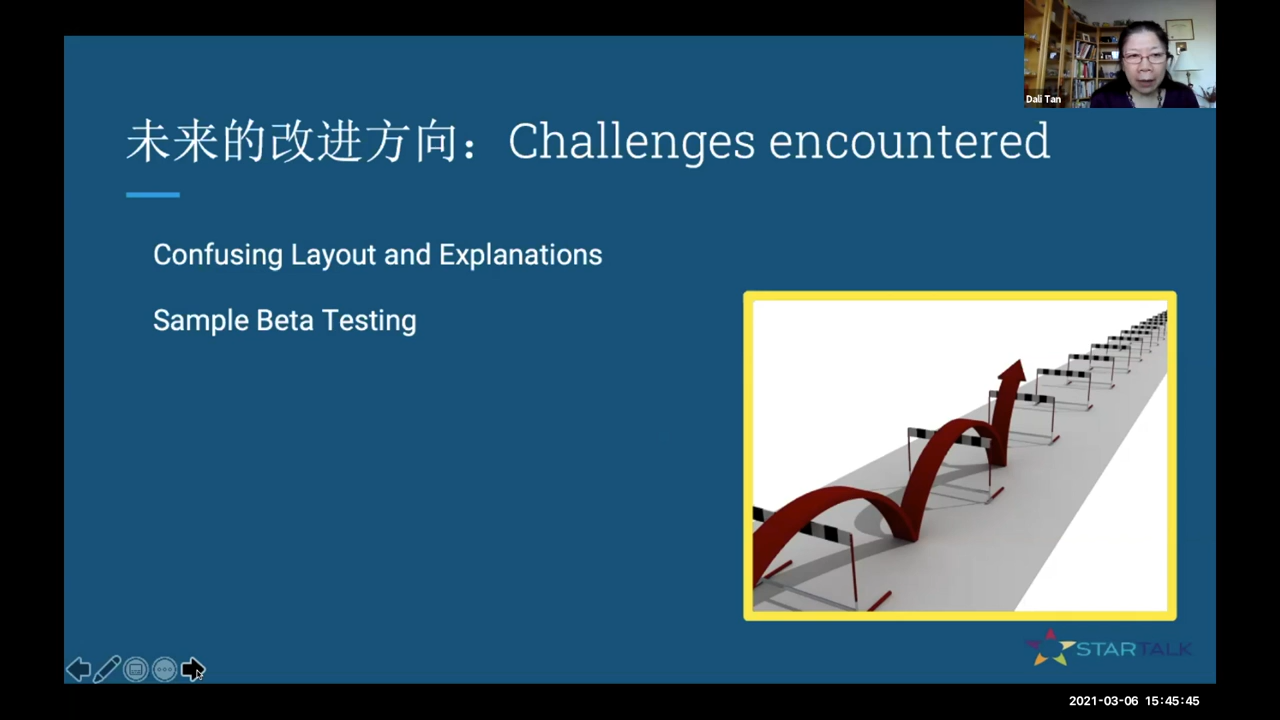 Dali Tan
未来的改进方向：Challenges encountered
Confusing Layout and Explanations
Sample Beta Testing
STARTALK
2021-03-06 15:45:45